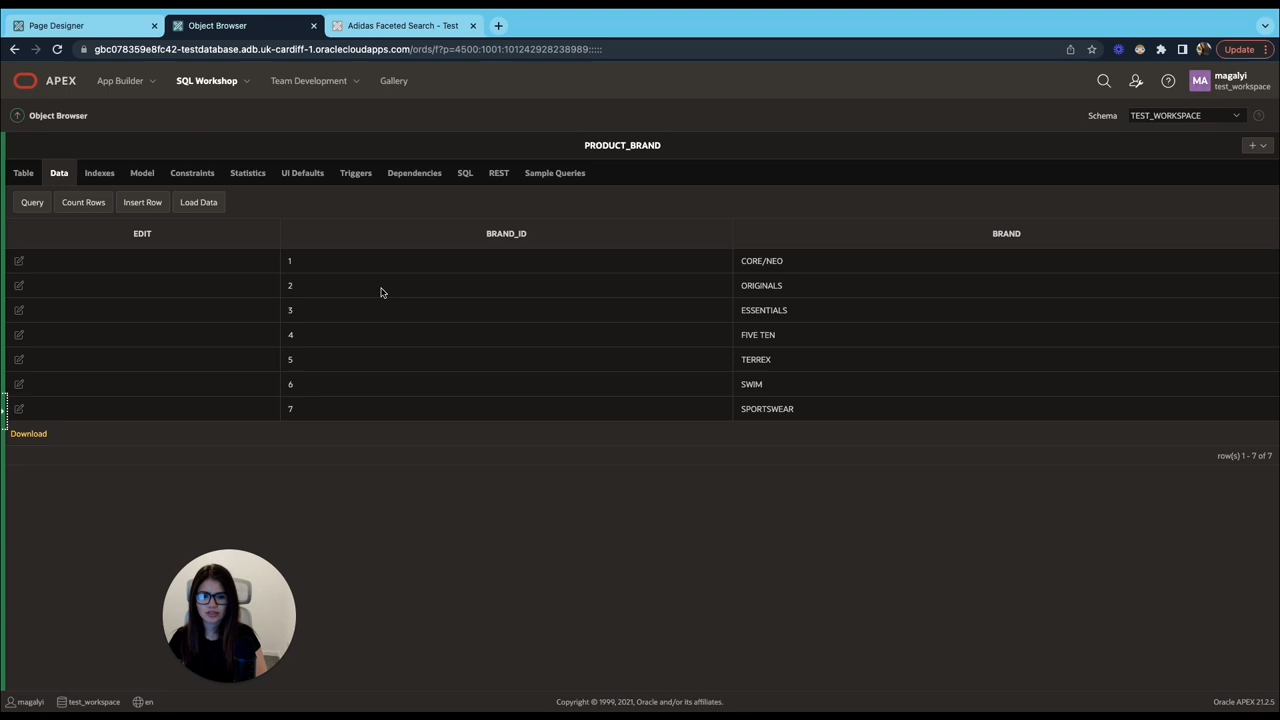 Page Designer
Object Browser
Adidas Faceted Search - Test
gbc078359e8fc42-testdatabase.adb.uk-cardiff-1.oraclecloudapps.com/ords/f?p=4500:1001:101242928238989:::::
Update
APEX
App Builder
SQL Workshop
Team Development
Gallery
MA
magalyi
test_workspace
Object Browser
Schema
TEST_WORKSPACE
PRODUCT_BRAND
Table
Data
Indexes
Model
Constraints
Statistics
UI Defaults
Triggers
Dependencies
SQL
REST
Sample Queries
Query
Count Rows
Insert Row
Load Data
EDIT BRAND_ID BRAND
1 CORE/NEO
2 ORIGINALS
3 ESSENTIALS
4 FIVE TEN
5 TERREX
6 SWIM
7 SPORTSWEAR
Download
row(s) 1 - 7 of 7
magalyi
test_workspace
en
Copyright © 1999, 2021, Oracle and/or its affiliates.
Oracle APEX 21.2.5